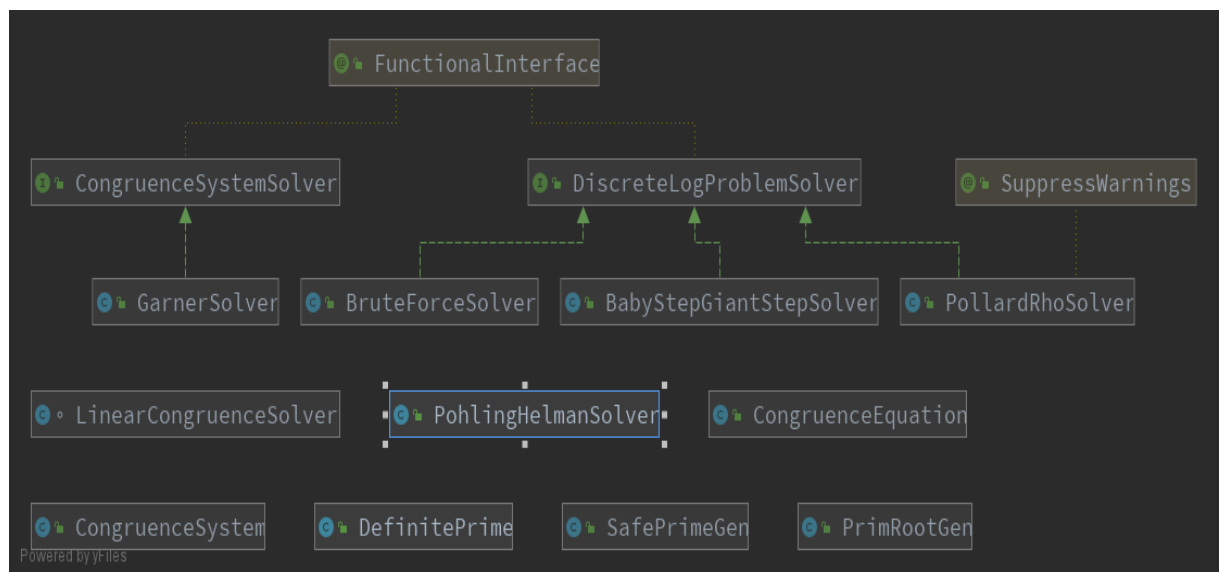 FunctionalInterface
CongruenceSystemSolver DiscreteLogProblemSolver SuppressWarnings
GarnerSolver BruteForceSolver BabyStepGiantStepSolver PollardRhoSolver
LinearCongruenceSolver PohlingHelmanSolver CongruenceEquation
CongruenceSystem DefinitePrime SafePrimeGen PrimRootGen
Powered by yFiles